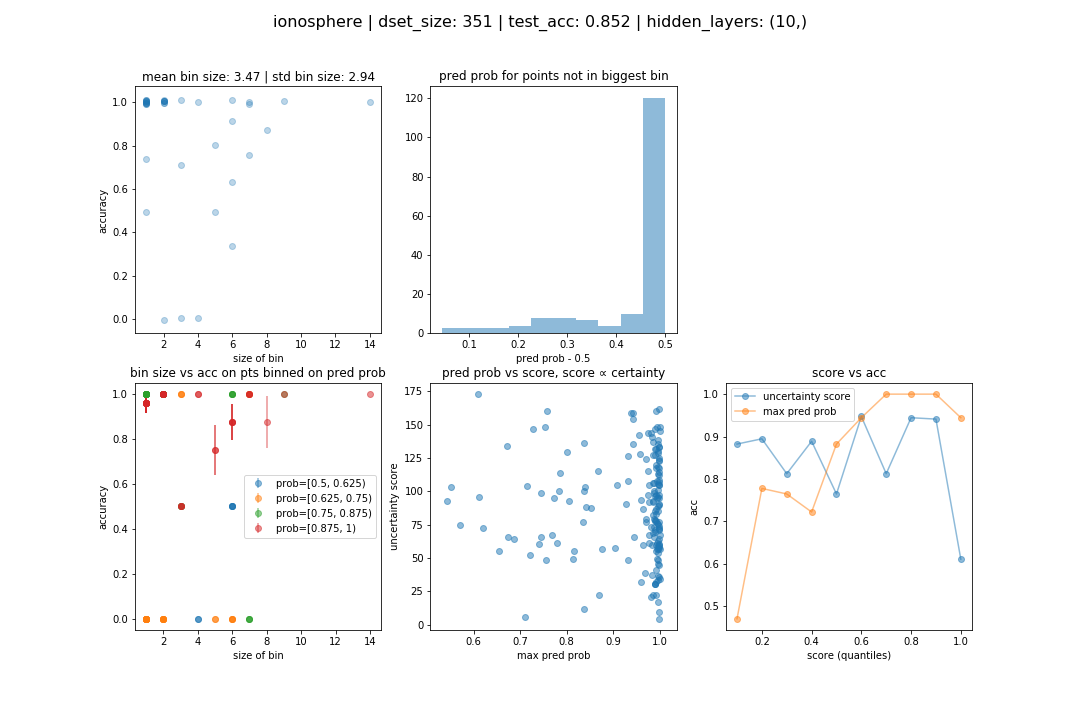 ionosphere | dset_size: 351 | test_acc: 0.852 | hidden_layers: (10,)
mean bin size: 3.47 | std bin size: 2.94
accuracy
1.0
0.8
0.6
0.4
0.2
0.0
2 4 6 8 10 12 14
size of bin
pred prob for points not in biggest bin
120
100
80
60
40
20
0
0.1 0.2 0.3 0.4 0.5
pred prob - 0.5
bin size vs acc on pts binned on pred prob
accuracy
1.0
0.8
0.6
0.4
0.2
0.0
prob=[0.5, 0.625)
prob=[0.625, 0.75)
prob=[0.75, 0.875)
prob=[0.875, 1)
2 4 6 8 10 12 14
size of bin
pred prob vs score, score ∝ certainty
uncertainty score
175
150
125
100
75
50
25
0
0.6 0.7 0.8 0.9 1.0
max pred prob
score vs acc
acc
1.0
0.9
0.8
0.7
0.6
0.5
uncertainty score
max pred prob
0.2 0.4 0.6 0.8 1.0
score (quantiles)